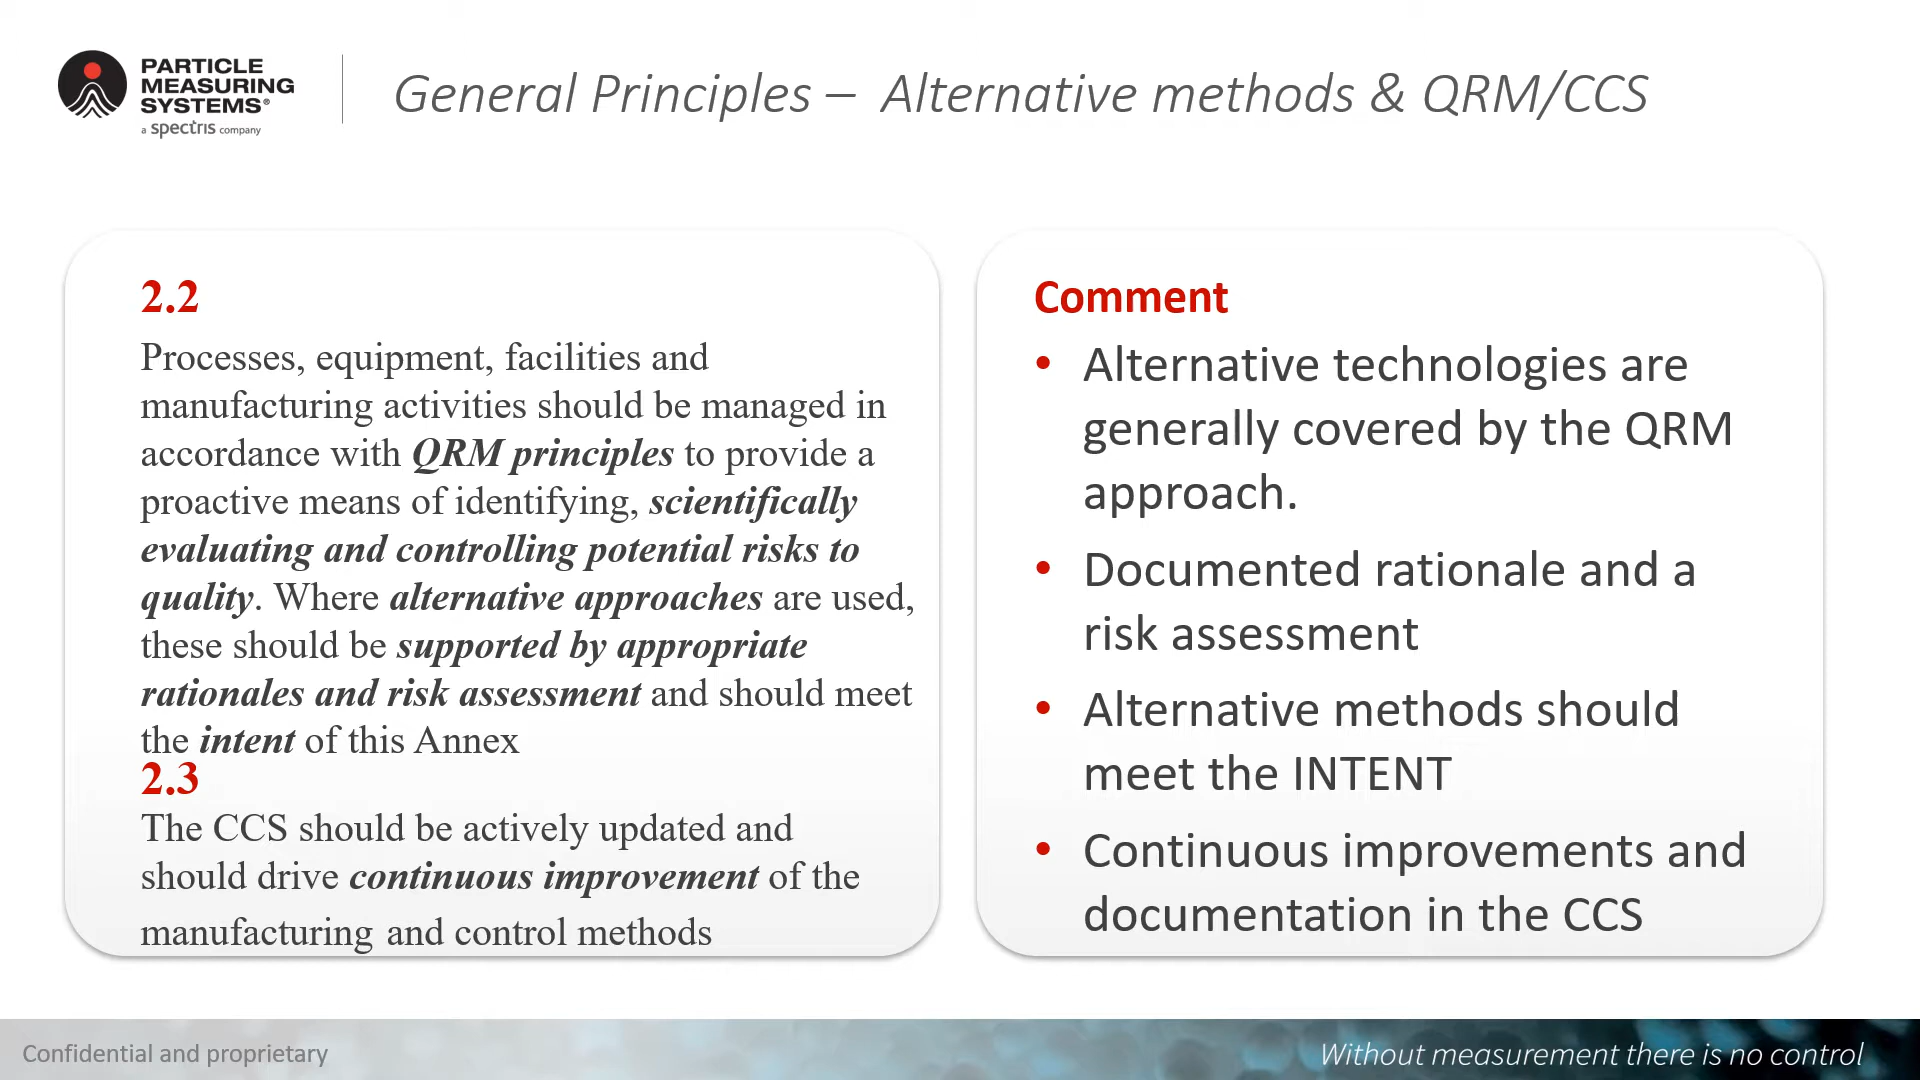 PARTICLE
MEASURING
SYSTEMS®
a spectris company
General Principles – Alternative methods & QRM/CCS
2.2
Processes, equipment, facilities and
manufacturing activities should be managed in
accordance with QRM principles to provide a
proactive means of identifying, scientifically
evaluating and controlling potential risks to
quality. Where alternative approaches are used,
these should be supported by appropriate
rationales and risk assessment and should meet
the intent of this Annex
2.3
The CCS should be actively updated and
should drive continuous improvement of the
manufacturing and control methods
Comment
• Alternative technologies are
generally covered by the QRM
approach.
• Documented rationale and a
risk assessment
• Alternative methods should
meet the INTENT
• Continuous improvements and
documentation in the CCS
Confidential and proprietary
Without measurement there is no control